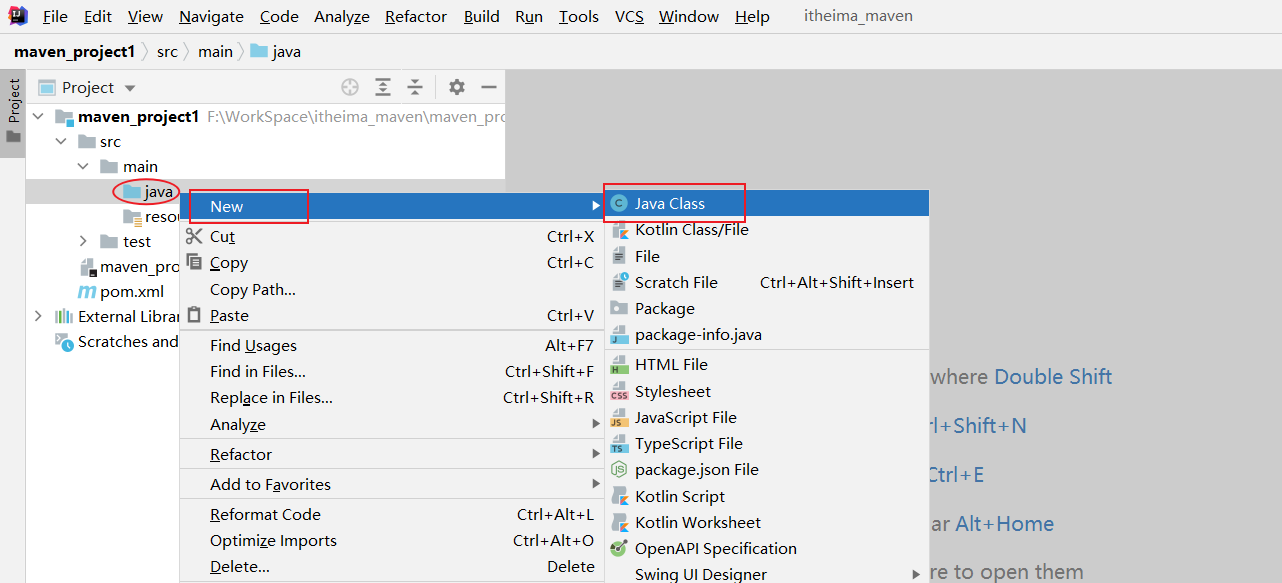 File Edit View Navigate Code Analyze Refactor Build Run Tools VCS Window Help itheima_maven
maven_project1 src main java
Project
Project
maven_project1 F:\WorkSpace\itheima_maven\maven_pro
src
main
java
resou
test
maven_pro
pom.xml
External Librar
Scratches and
New
Cut Ctrl+X
Copy Ctrl+C
Copy Path...
Paste Ctrl+V
Find Usages Alt+F7
Find in Files... Ctrl+Shift+F
Replace in Files... Ctrl+Shift+R
Analyze
Refactor
Add to Favorites
Reformat Code Ctrl+Alt+L
Optimize Imports Ctrl+Alt+O
Delete... Delete
Java Class
Kotlin Class/File
File
Scratch File Ctrl+Alt+Shift+Insert
Package
package-info.java
HTML File
Stylesheet
JavaScript File
TypeScript File
package.json File
Kotlin Script
Kotlin Worksheet
OpenAPI Specification
Swing UI Designer
where Double Shift
rl+Shift+N
Ctrl+E
ar Alt+Home
re to open them